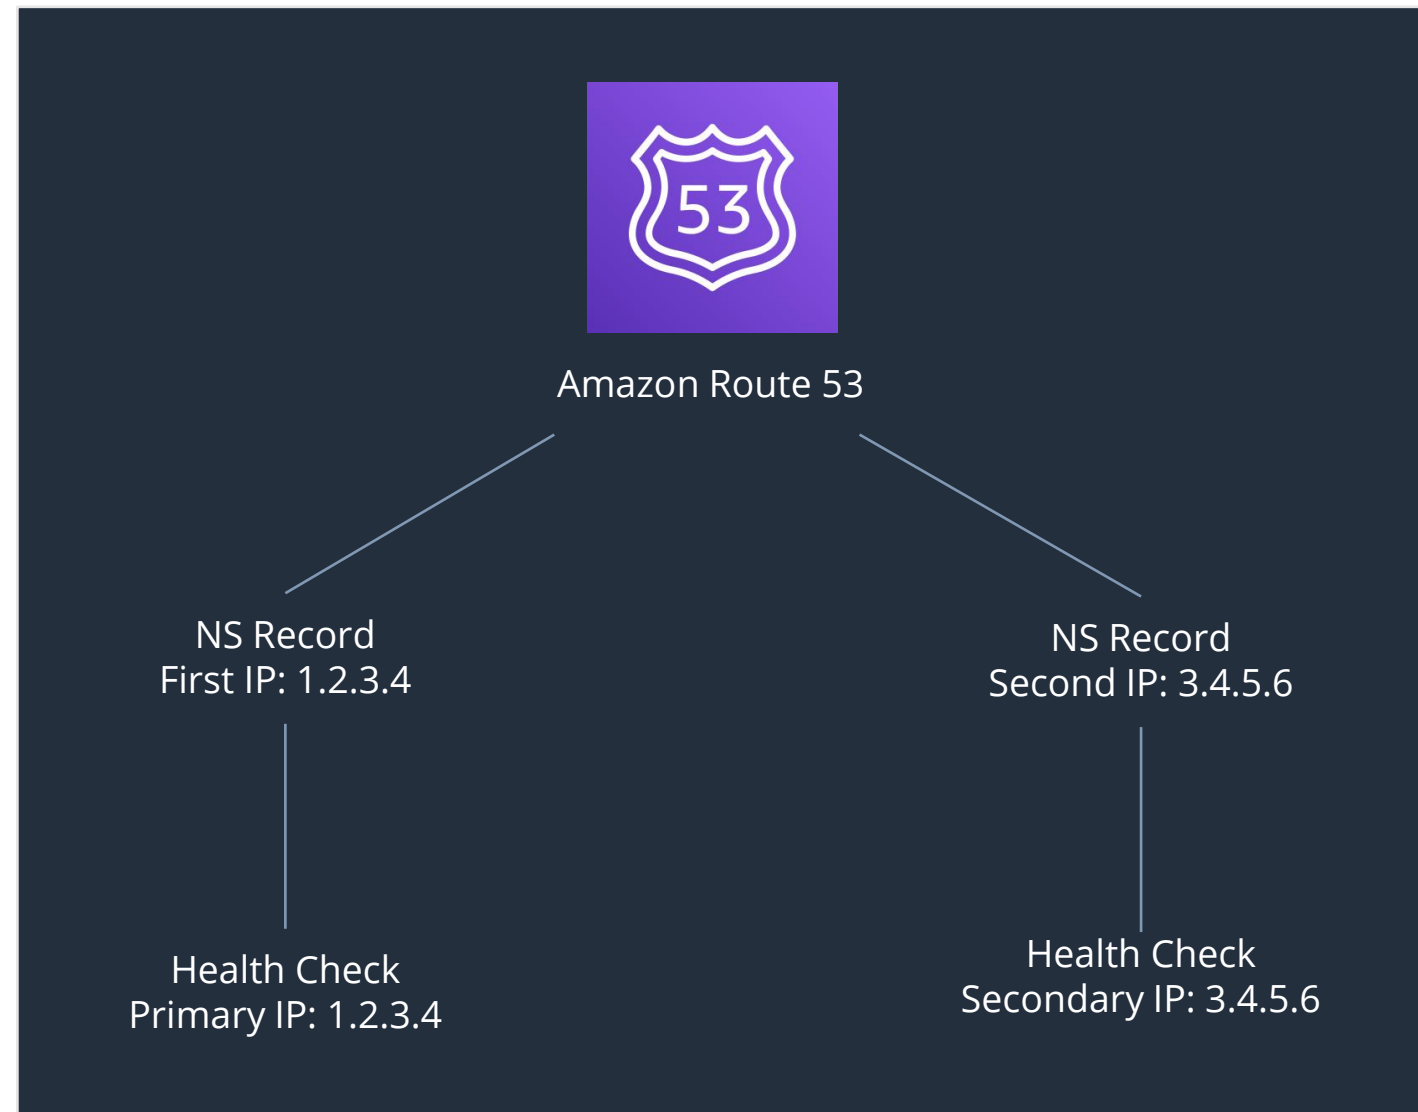 53
Amazon Route 53
NS Record
First IP: 1.2.3.4
NS Record
Second IP: 3.4.5.6
Health Check
Primary IP: 1.2.3.4
Health Check
Secondary IP: 3.4.5.6